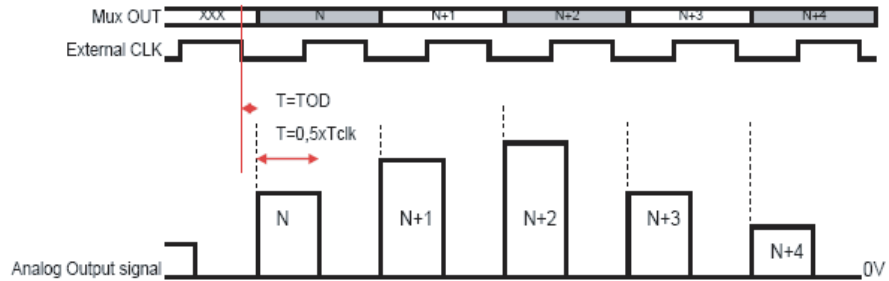 Mux OUT XXX N N+1 N+2 N+3 N+4
External CLK
T=TOD
T=0,5xTclk
N N+1 N+2 N+3 N+4
Analog Output signal 0V